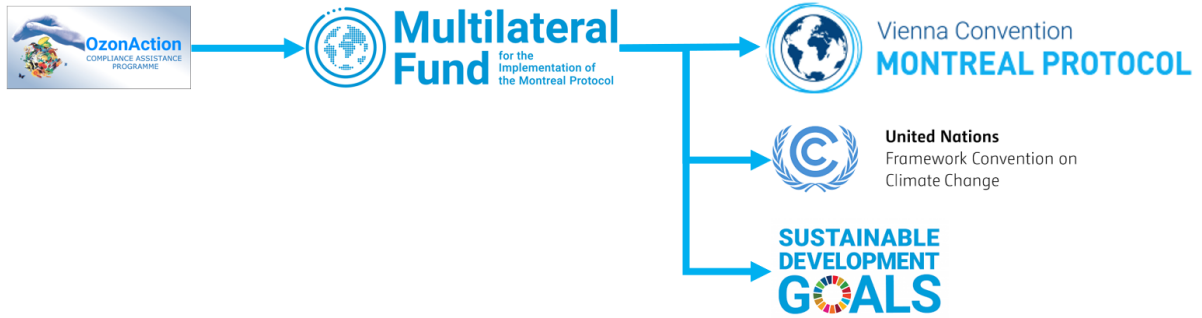 OzonAction
COMPLIANCE ASSISTANCE
PROGRAMME
Multilateral
Fund
for the
Implementation of
the Montreal Protocol
Vienna Convention
MONTREAL PROTOCOL
United Nations
Framework Convention on
Climate Change
SUSTAINABLE
DEVELOPMENT
GOALS